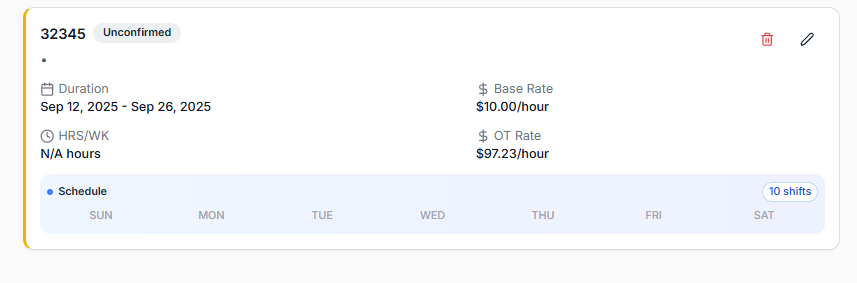 32345 Unconfirmed
•
Duration
Sep 12, 2025 - Sep 26, 2025
Base Rate
$10.00/hour
HRS/WK
N/A hours
OT Rate
$97.23/hour
Schedule 10 shifts
SUN MON TUE WED THU FRI SAT